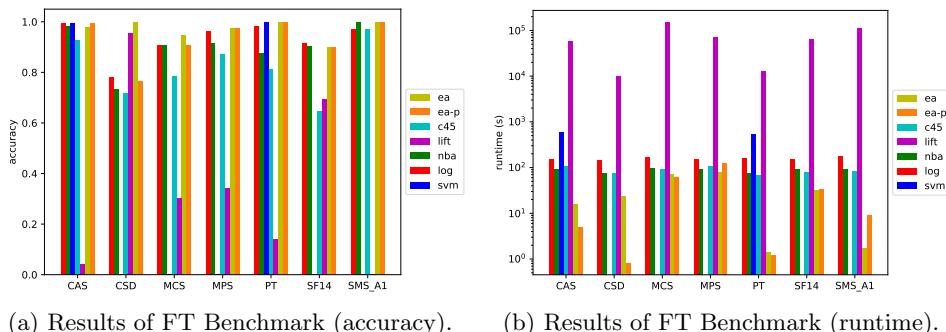 1.0
0.8
0.6
0.4
0.2
0.0
accuracy
CAS CSD MCS MPS PT SF14 SMS_A1
ea
ea-p
c45
lift
nba
log
svm
(a) Results of FT Benchmark (accuracy).
10^5
10^4
10^3
10^2
10^1
10^0
runtime (s)
CAS CSD MCS MPS PT SF14 SMS_A1
ea
ea-p
c45
lift
nba
log
svm
(b) Results of FT Benchmark (runtime).